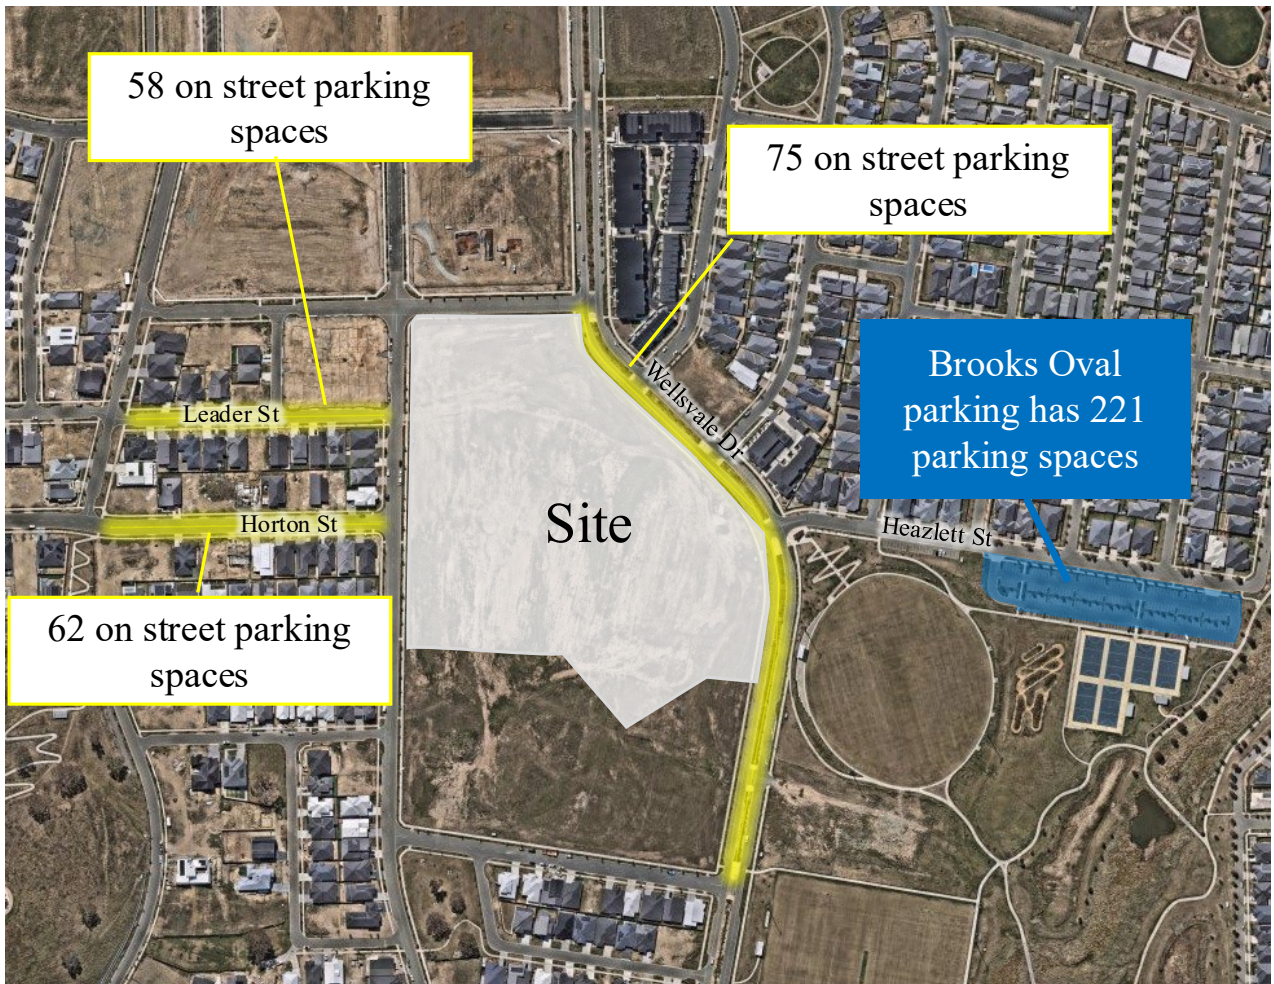 58 on street parking
spaces
75 on street parking
spaces
Brooks Oval
parking has 221
parking spaces
Wellsvale Dr
Leader St
Horton St
Site
Heazlett St
62 on street parking
spaces